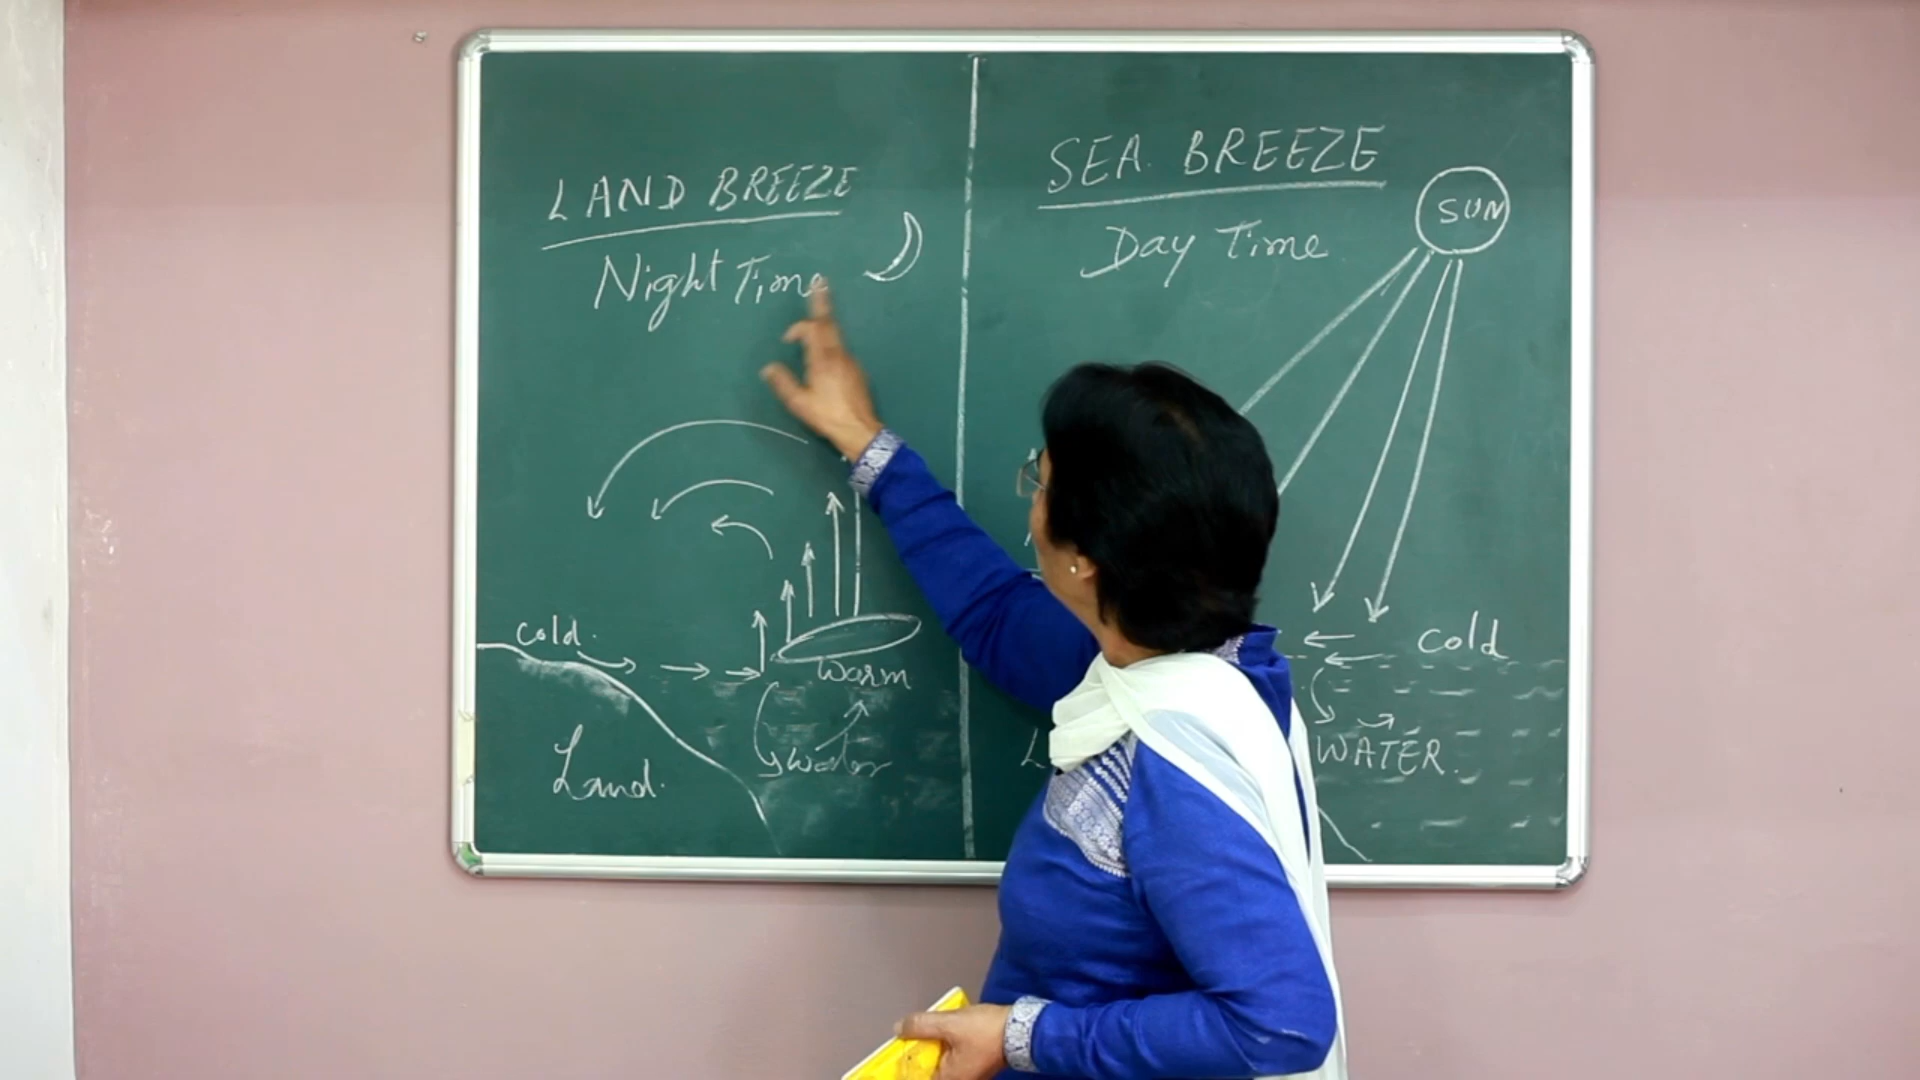 LAND BREEZE
Night Time
cold.
warm
water
Land.
SEA BREEZE
Day Time
SUN
cold
L
WATER.